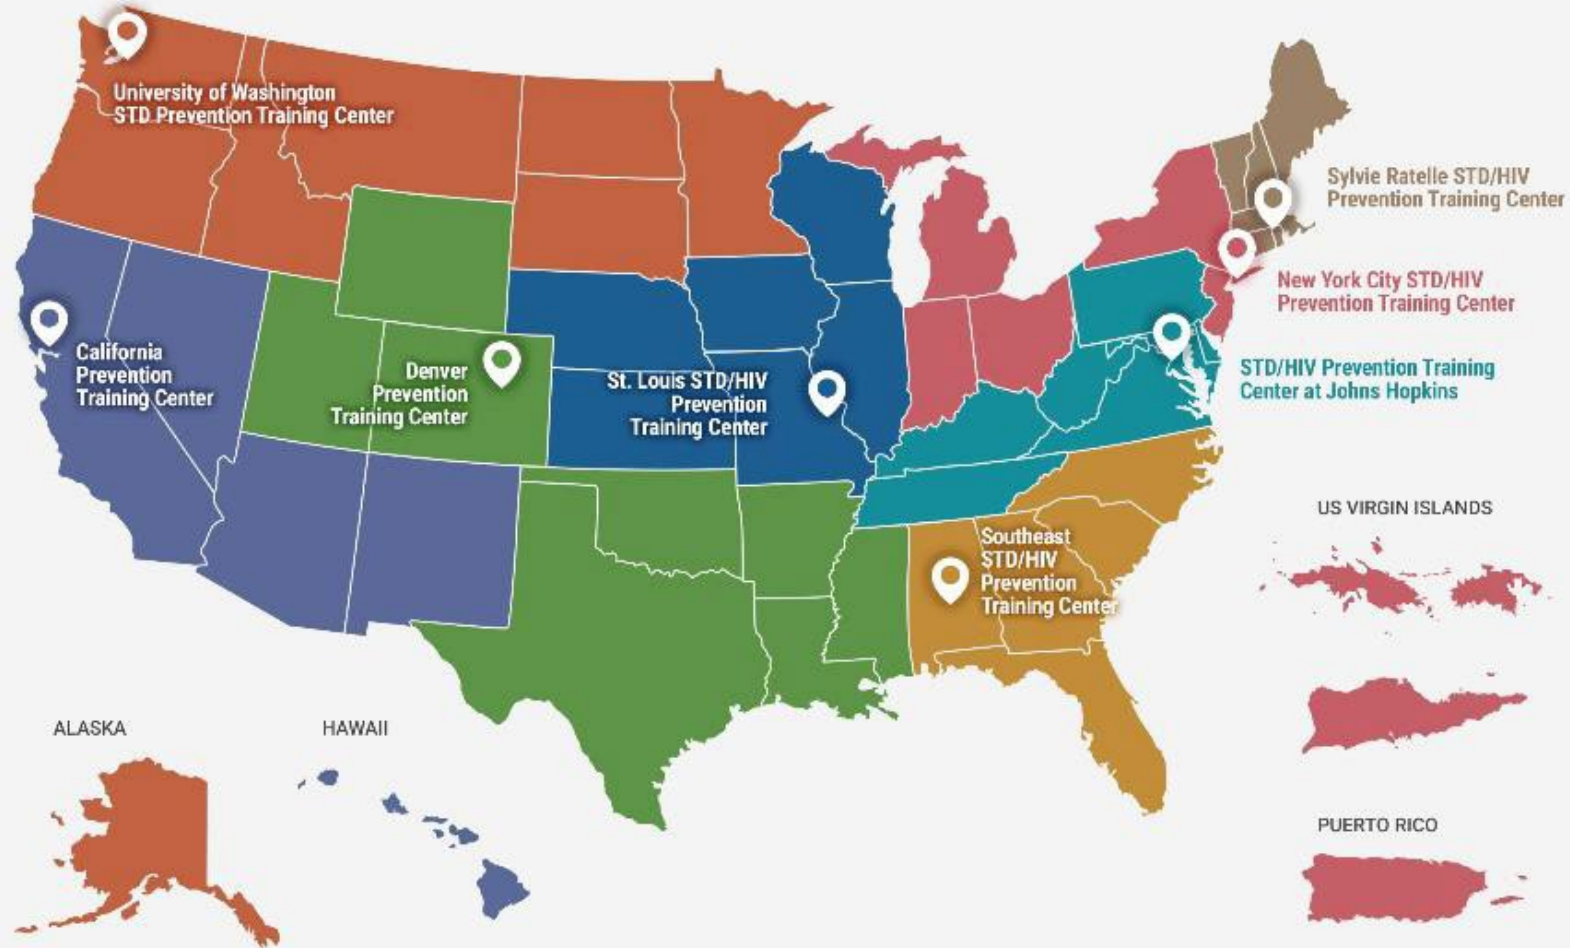 University of Washington
STD Prevention Training Center
Sylvie Ratelle STD/HIV
Prevention Training Center
New York City STD/HIV
Prevention Training Center
California
Prevention
Training Center
Denver
Prevention
Training Center
St. Louis STD/HIV
Prevention
Training Center
STD/HIV Prevention Training
Center at Johns Hopkins
Southeast
STD/HIV
Prevention
Training Center
US VIRGIN ISLANDS
ALASKA
HAWAII
PUERTO RICO